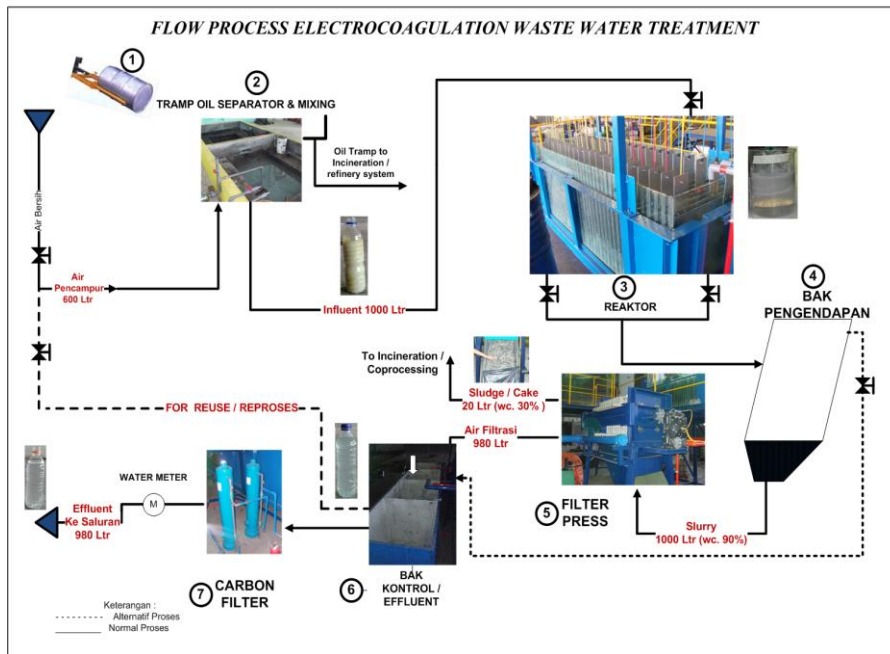 FLOW PROCESS ELECTROCOAGULATION WASTE WATER TREATMENT
1
2
TRAMP OIL SEPARATOR & MIXING
Oil Tramp to
Incineration /
refinery system
Air Bersih
Air
Pencampur
600 Ltr
Influent 1000 Ltr
3
REAKTOR
4
BAK
PENGENDAPAN
To Incineration /
Coprocessing
Sludge / Cake
20 Ltr (wc. 30% )
Air Filtrasi
980 Ltr
FOR REUSE / REPROSES
5
FILTER
PRESS
Slurry
1000 Ltr (wc. 90%)
WATER METER
M
Effluent
Ke Saluran
980 Ltr
7
CARBON
FILTER
6
BAK
KONTROL /
EFFLUENT
Keterangan :
Alternatif Proses
Normal Proses